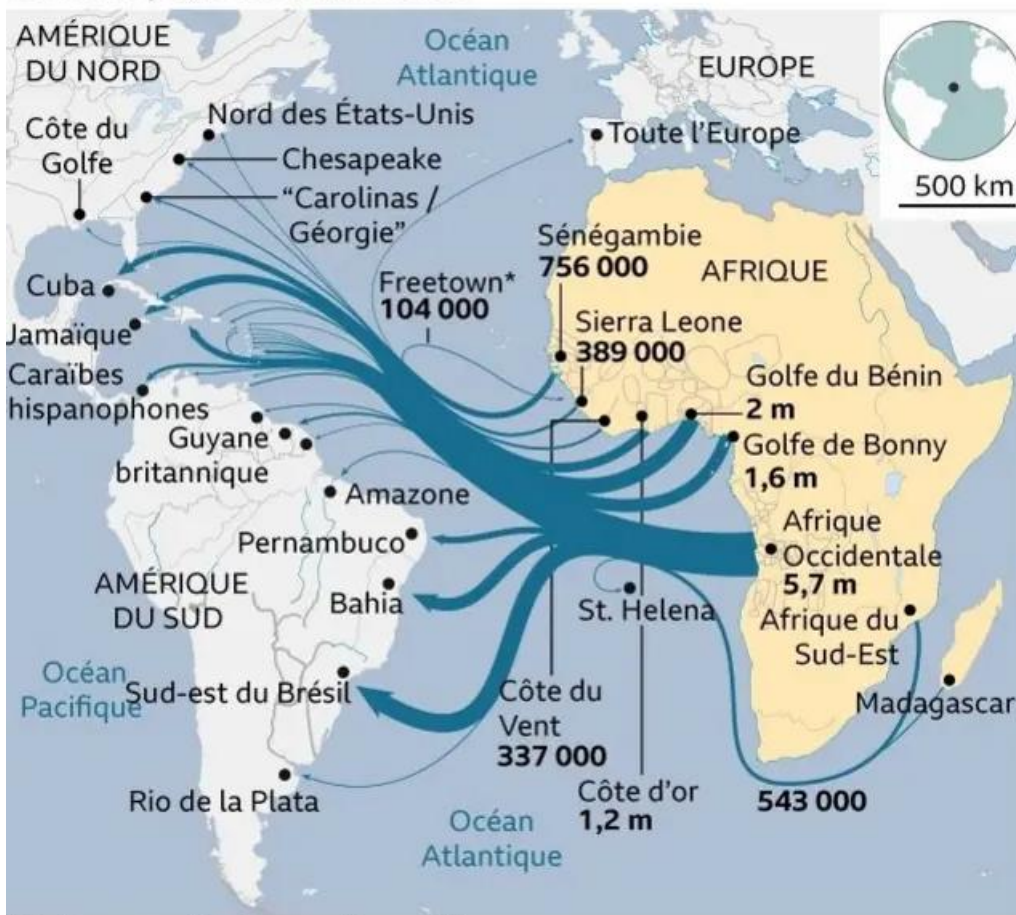 AMÉRIQUE
DU NORD
Océan
Atlantique
EUROPE
Nord des États-Unis
Toute l'Europe
Côte du
Golfe
Chesapeake
500 km
"Carolinas /
Géorgie"
Sénégambie
756 000
AFRIQUE
Freetown*
104 000
Cuba
Sierra Leone
389 000
Jamaïque
Golfe du Bénin
2 m
Caraïbes
hispanophones
Golfe de Bonny
1,6 m
Guyane
britannique
Amazone
Afrique
Occidentale
5,7 m
Pernambuco
AMÉRIQUE
DU SUD
Bahia
St. Helena
Afrique du
Sud-Est
Océan
Pacifique
Sud-est du Brésil
Côte du
Vent
337 000
Madagascar
Rio de la Plata
Côte d'or
1,2 m
543 000
Océan
Atlantique